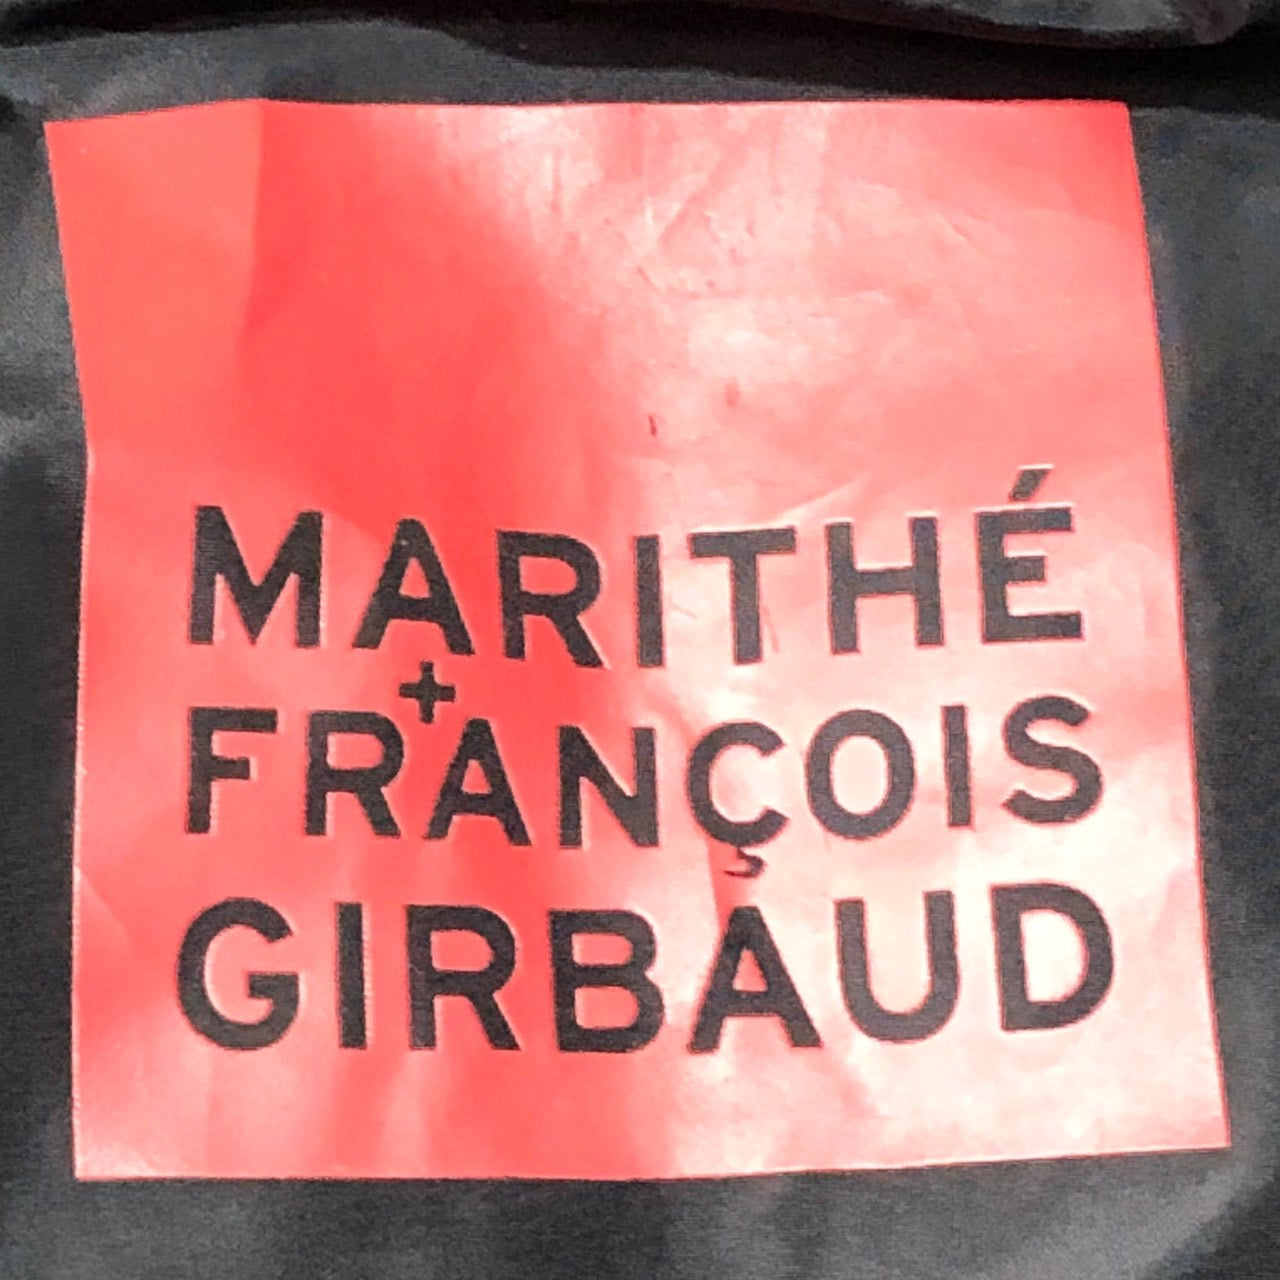 MARITHÉ
+
FRANÇOIS
GIRBAUD